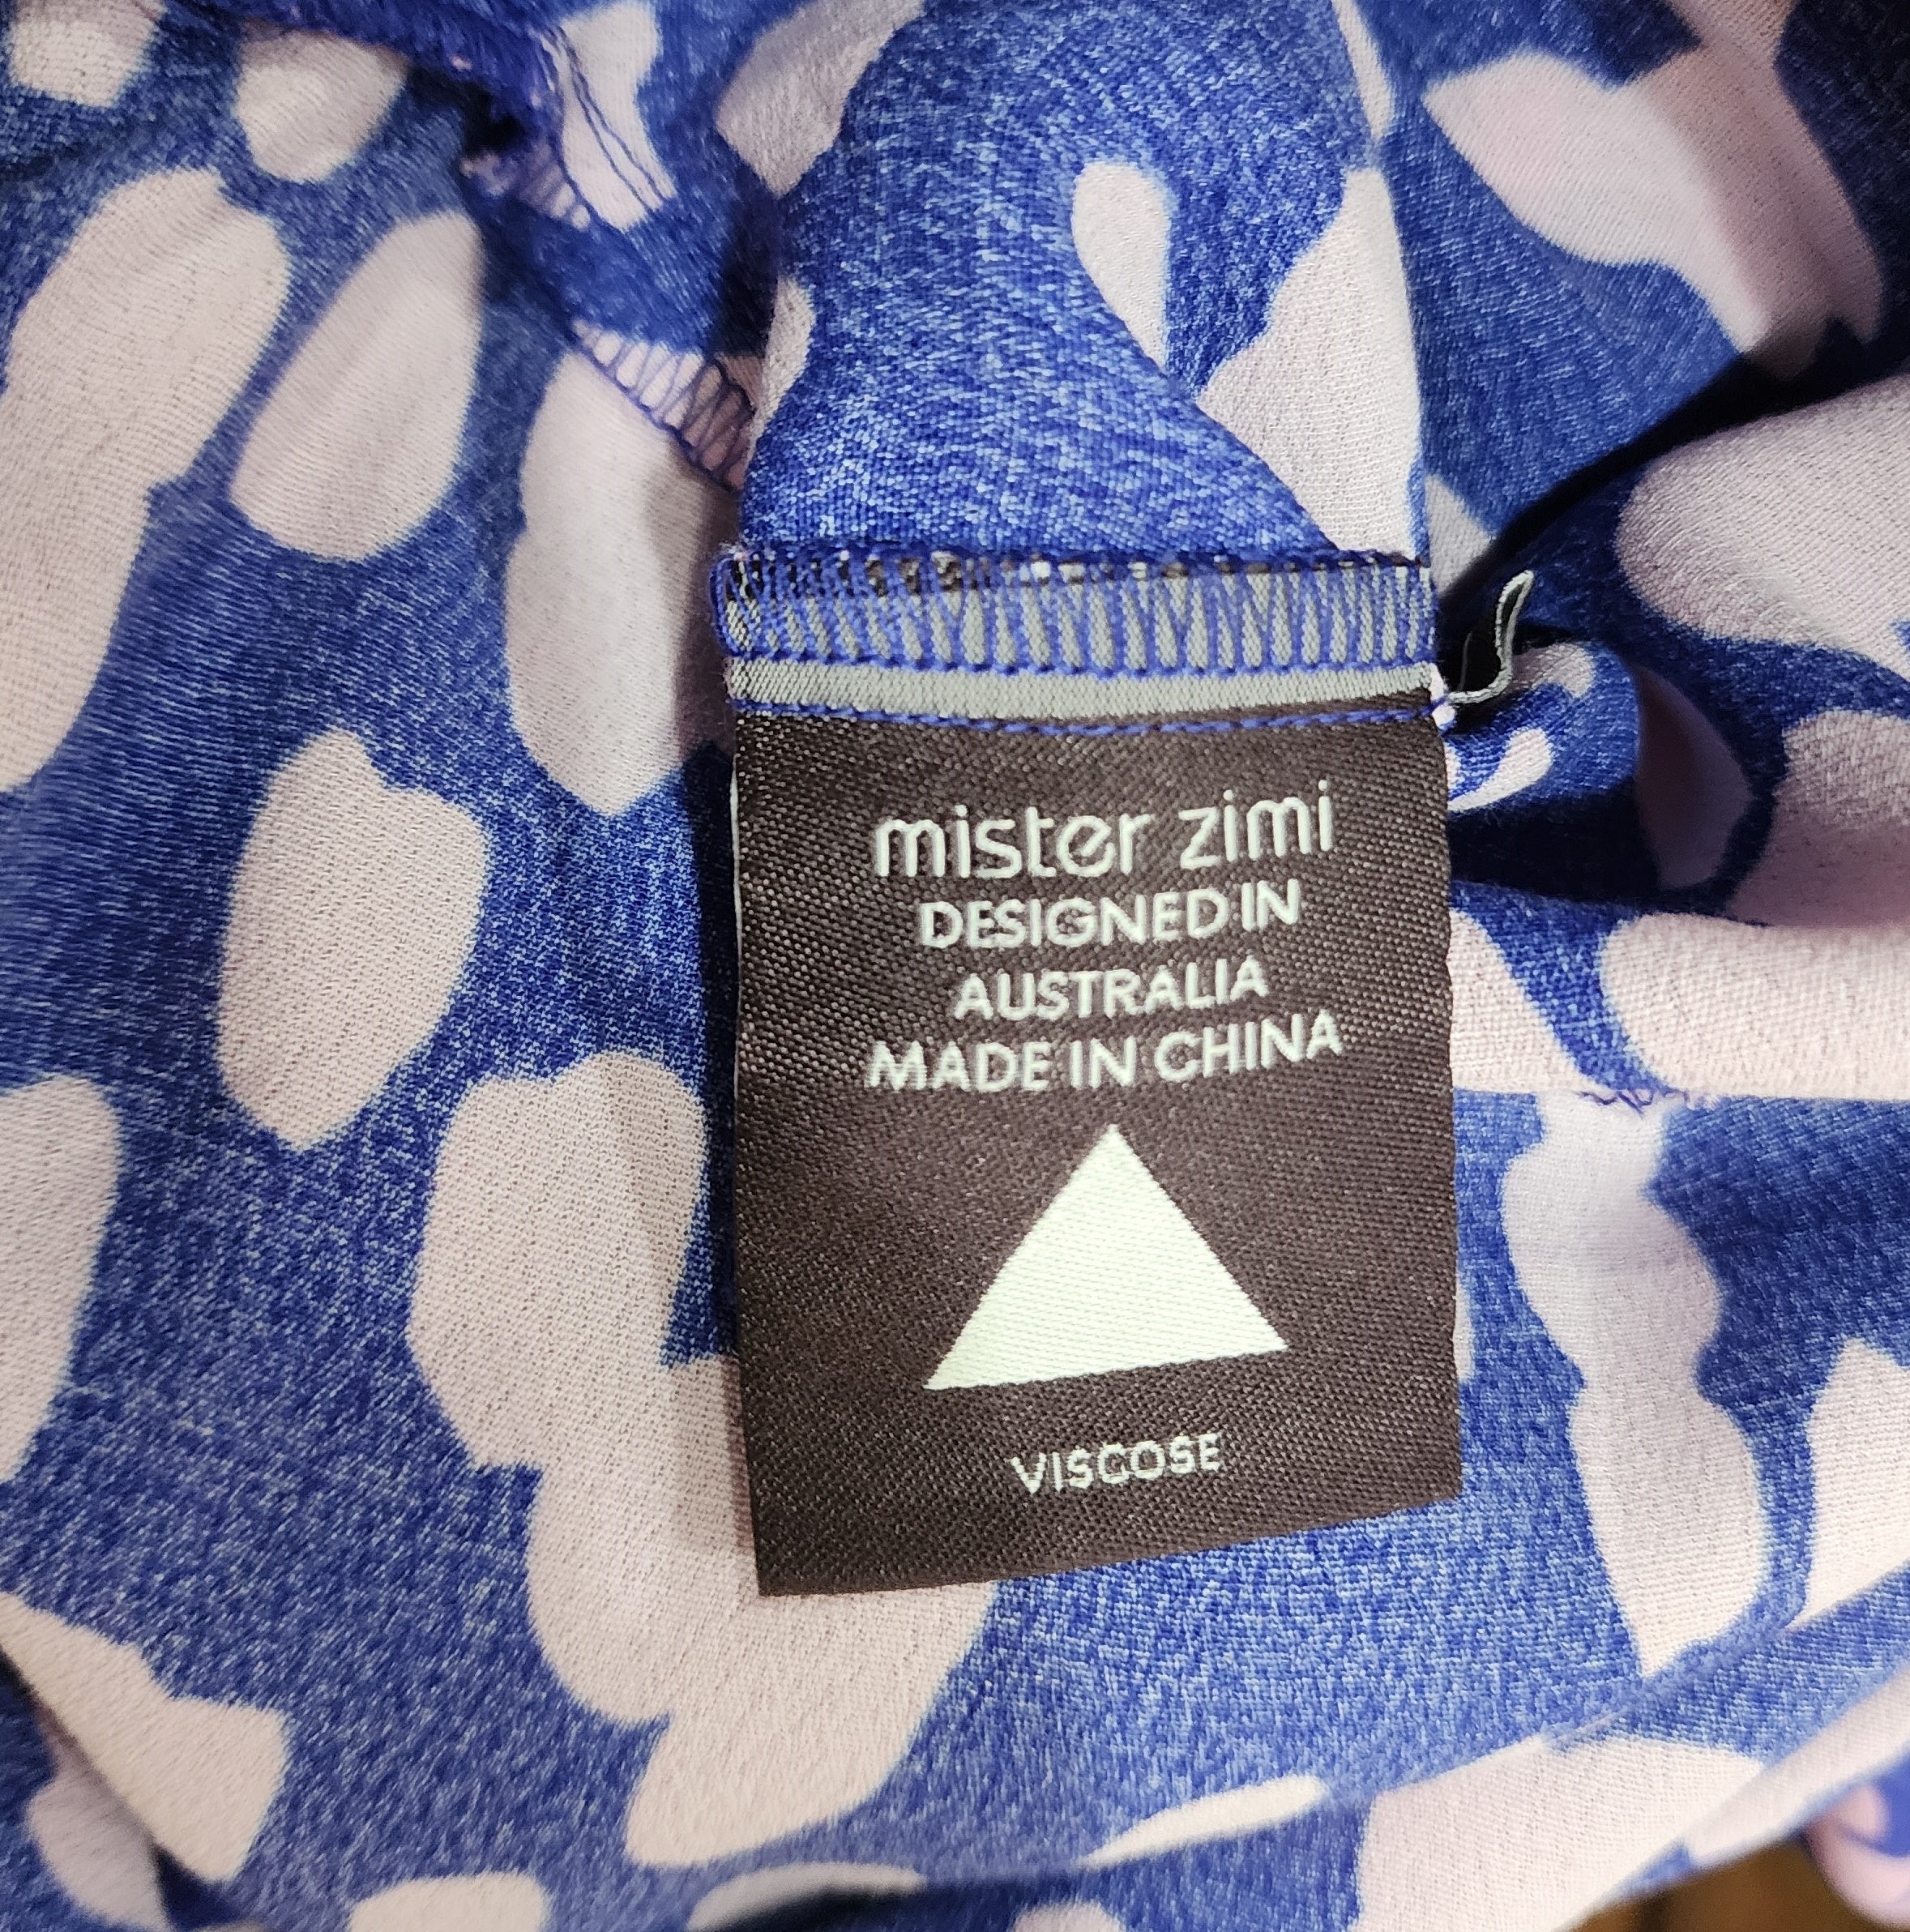 mister zimi
DESIGNED IN
AUSTRALIA
MADE IN CHINA
VISCOSE